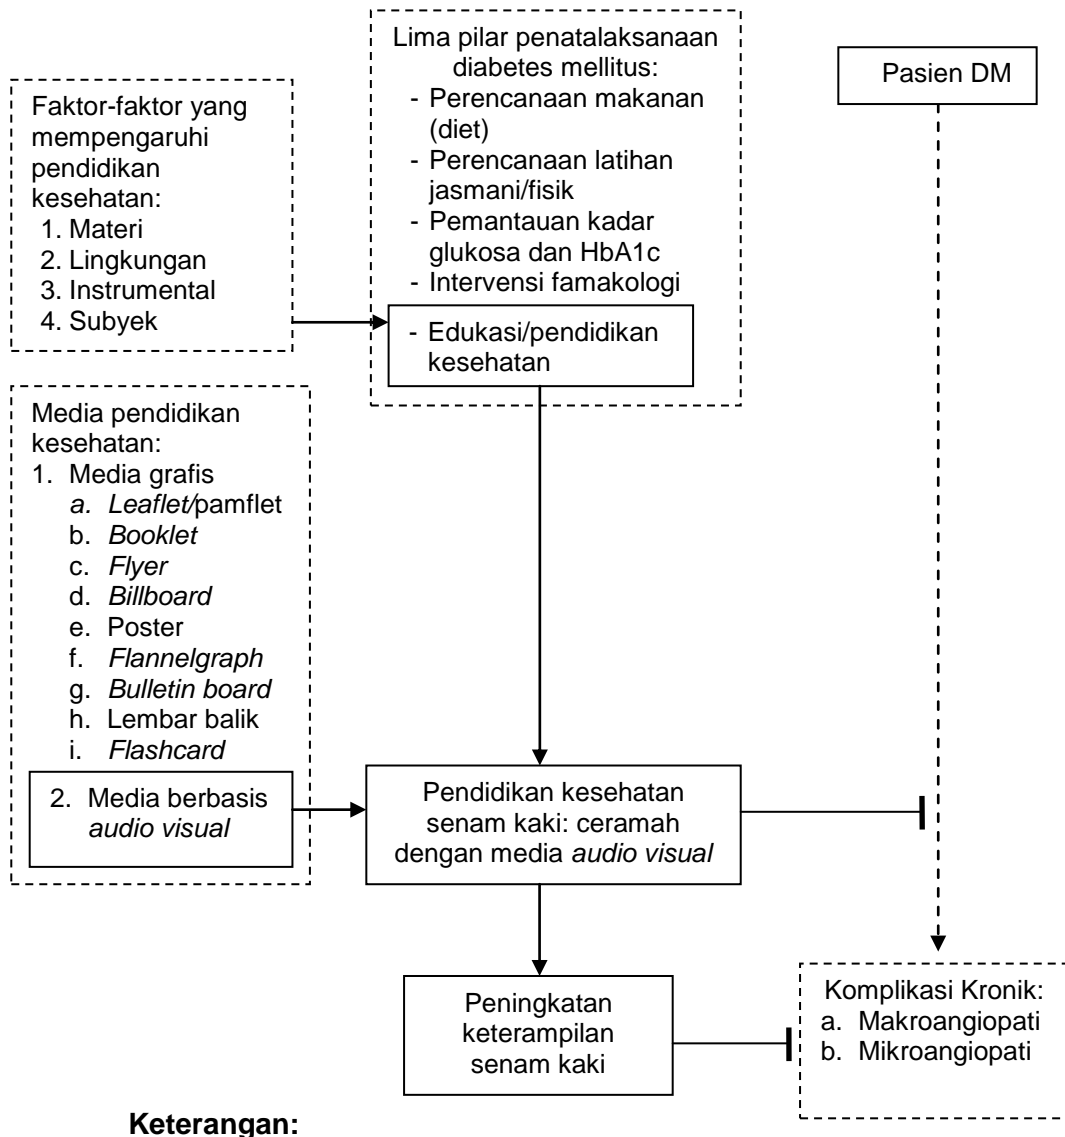 Lima pilar penatalaksanaan
diabetes mellitus:
- Perencanaan makanan
(diet)
- Perencanaan latihan
jasmani/fisik
- Pemantauan kadar
glukosa dan HbA1c
- Intervensi famakologi
- Edukasi/pendidikan
kesehatan
Pasien DM
Faktor-faktor yang
mempengaruhi
pendidikan
kesehatan:
1. Materi
2. Lingkungan
3. Instrumental
4. Subyek
Media pendidikan
kesehatan:
1. Media grafis
a. Leaflet/pamflet
b. Booklet
c. Flyer
d. Billboard
e. Poster
f. Flannelgraph
g. Bulletin board
h. Lembar balik
i. Flashcard
2. Media berbasis
audio visual
Pendidikan kesehatan
senam kaki: ceramah
dengan media audio visual
Peningkatan
keterampilan
senam kaki
Komplikasi Kronik:
a. Makroangiopati
b. Mikroangiopati
Keterangan: